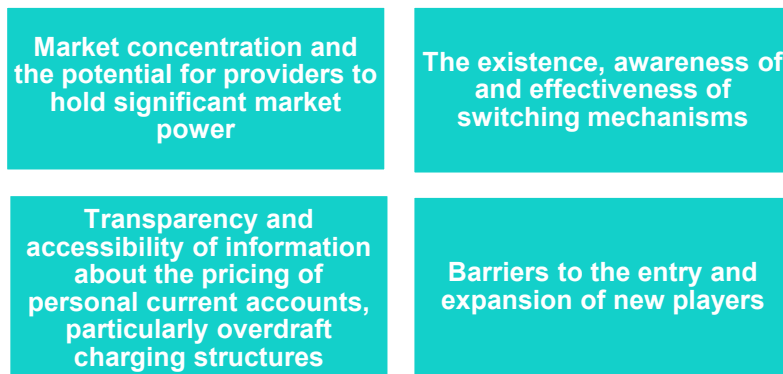 Market concentration and
the potential for providers to
hold significant market
power
The existence, awareness of
and effectiveness of
switching mechanisms
Transparency and
accessibility of information
about the pricing of
personal current accounts,
particularly overdraft
charging structures
Barriers to the entry and
expansion of new players